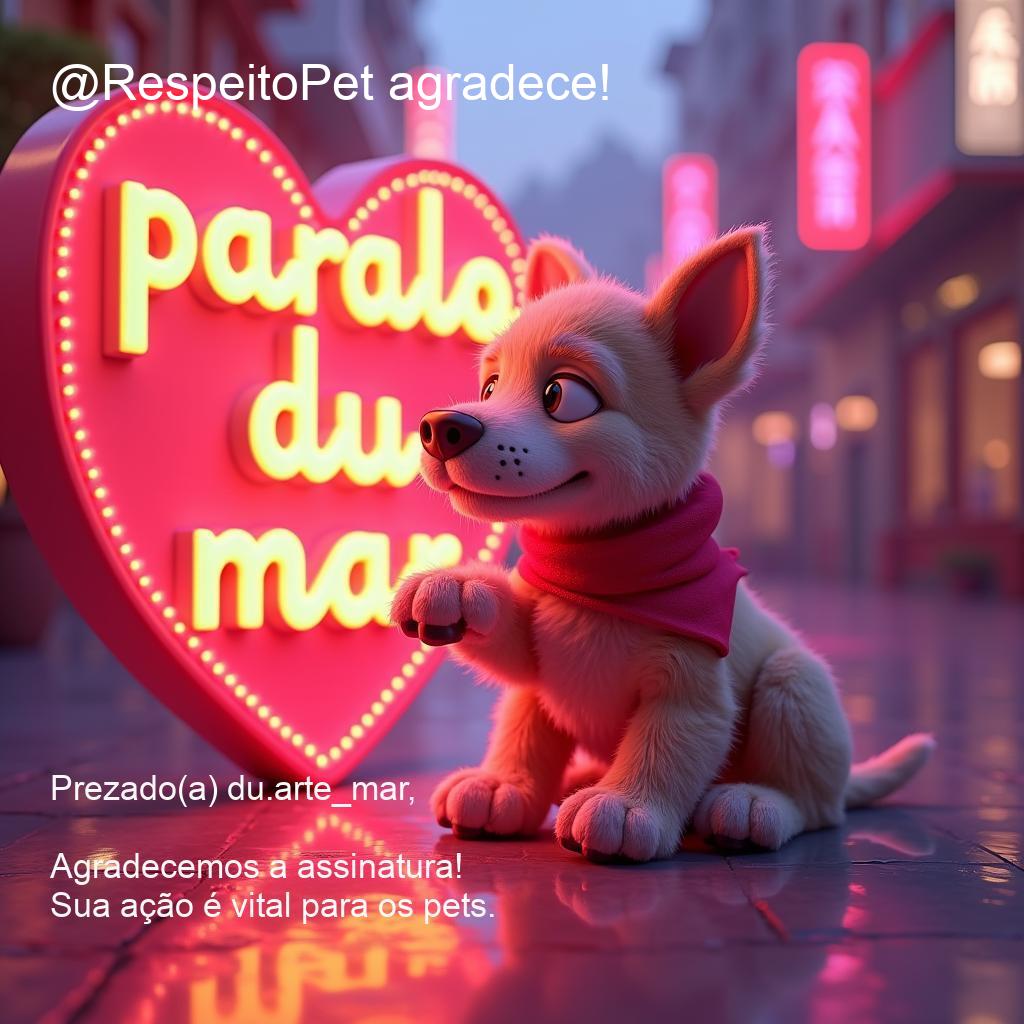 @RespeitoPet agradece!
paralo
du.
mar
Prezado(a) du.arte_mar,
Agradecemos a assinatura!
Sua ação é vital para os pets.